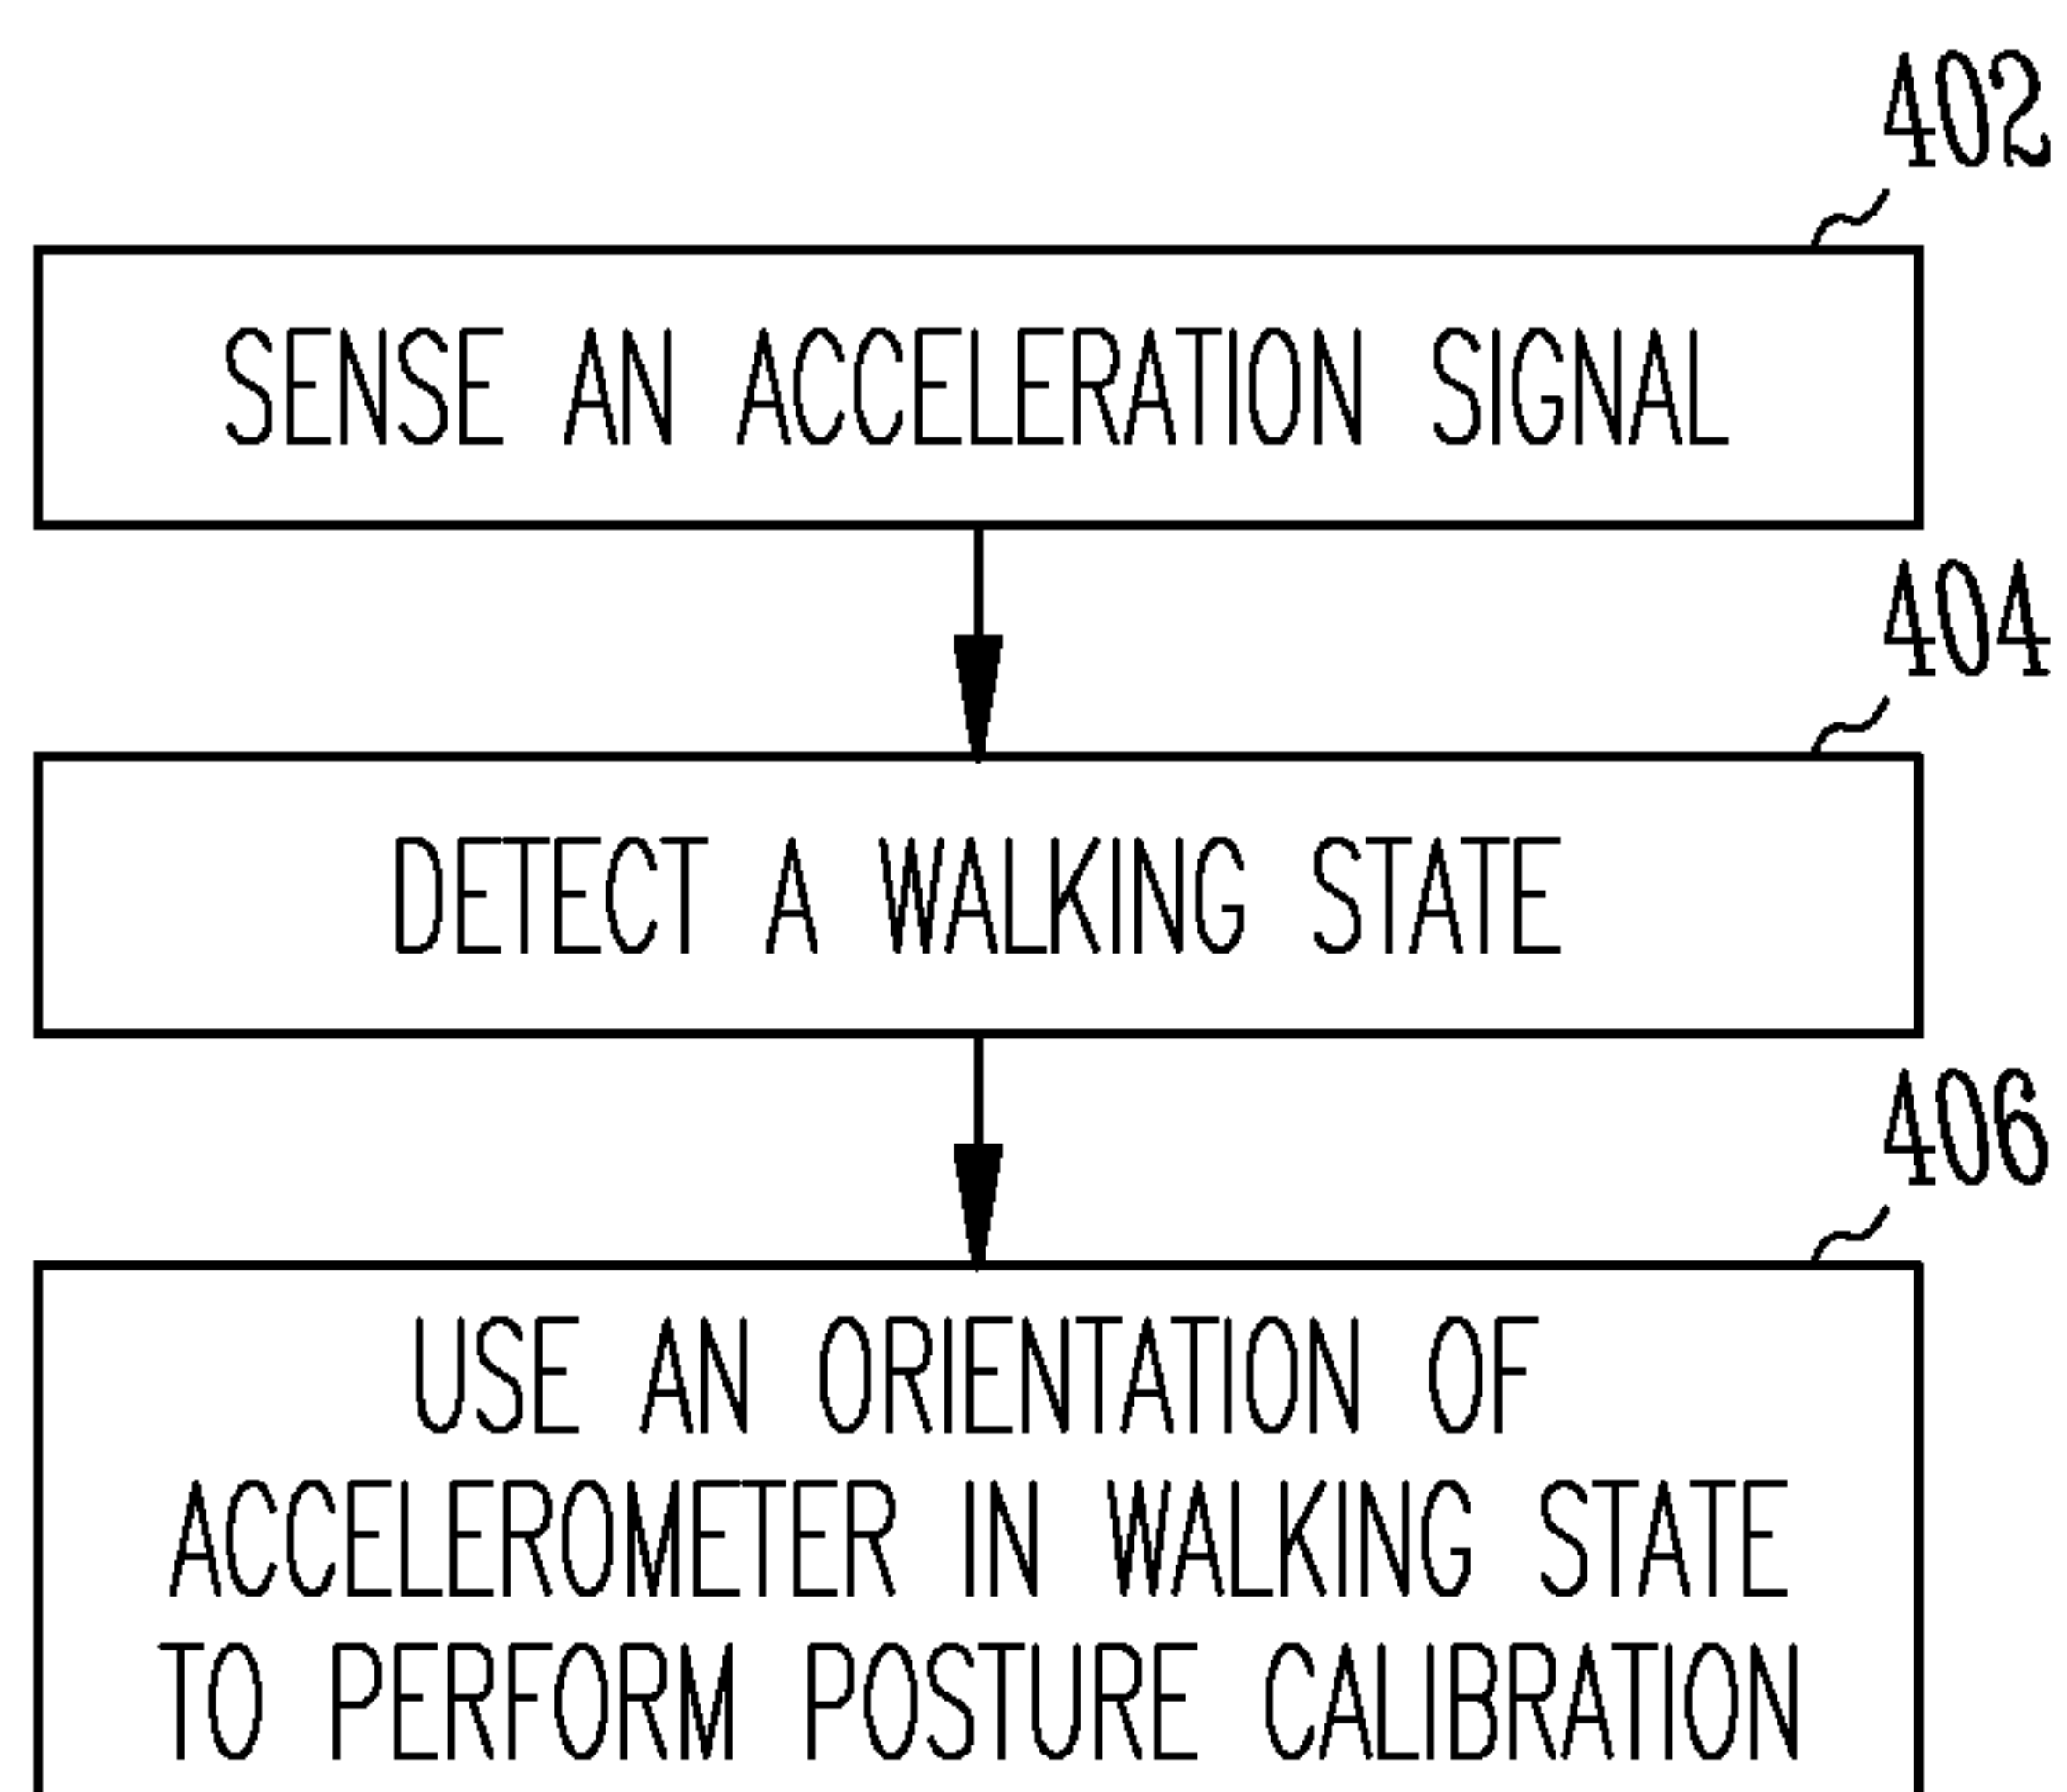 402
SENSE AN ACCELERATION SIGNAL
404
DETECT A WALKING STATE
406
USE AN ORIENTATION OF
ACCELEROMETER IN WALKING STATE
TO PERFORM POSTURE CALIBRATION